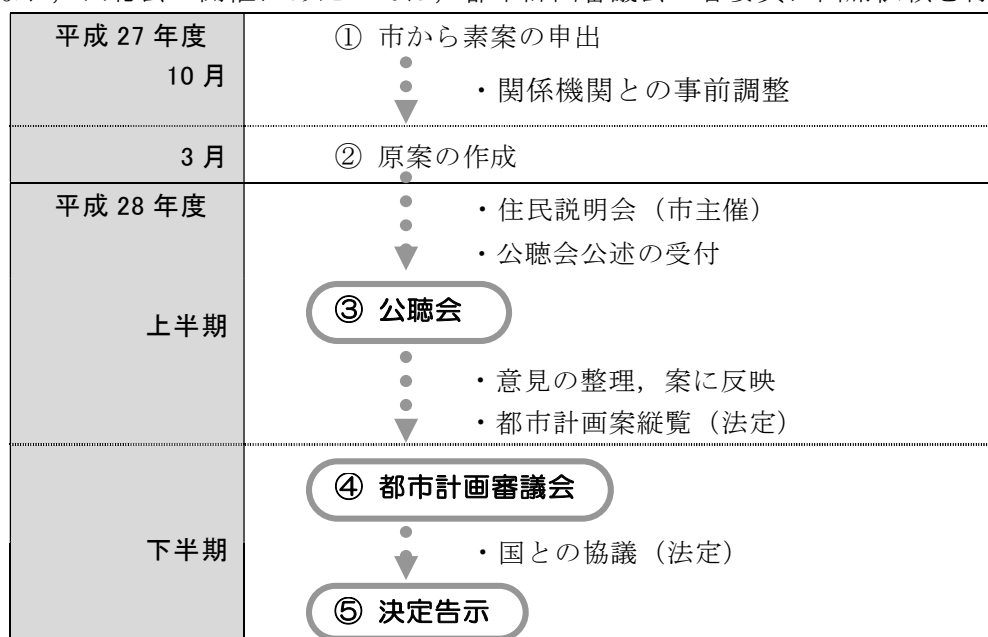 平成 27 年度 ① 市から素案の申出
10 月 ・関係機関との事前調整
3 月 ② 原案の作成
平成 28 年度 ・住民説明会（市主催）
・公聴会公述の受付
上半期 ③ 公聴会
・意見の整理，案に反映
・都市計画案縦覧（法定）
④ 都市計画審議会
下半期 ・国との協議（法定）
⑤ 決定告示